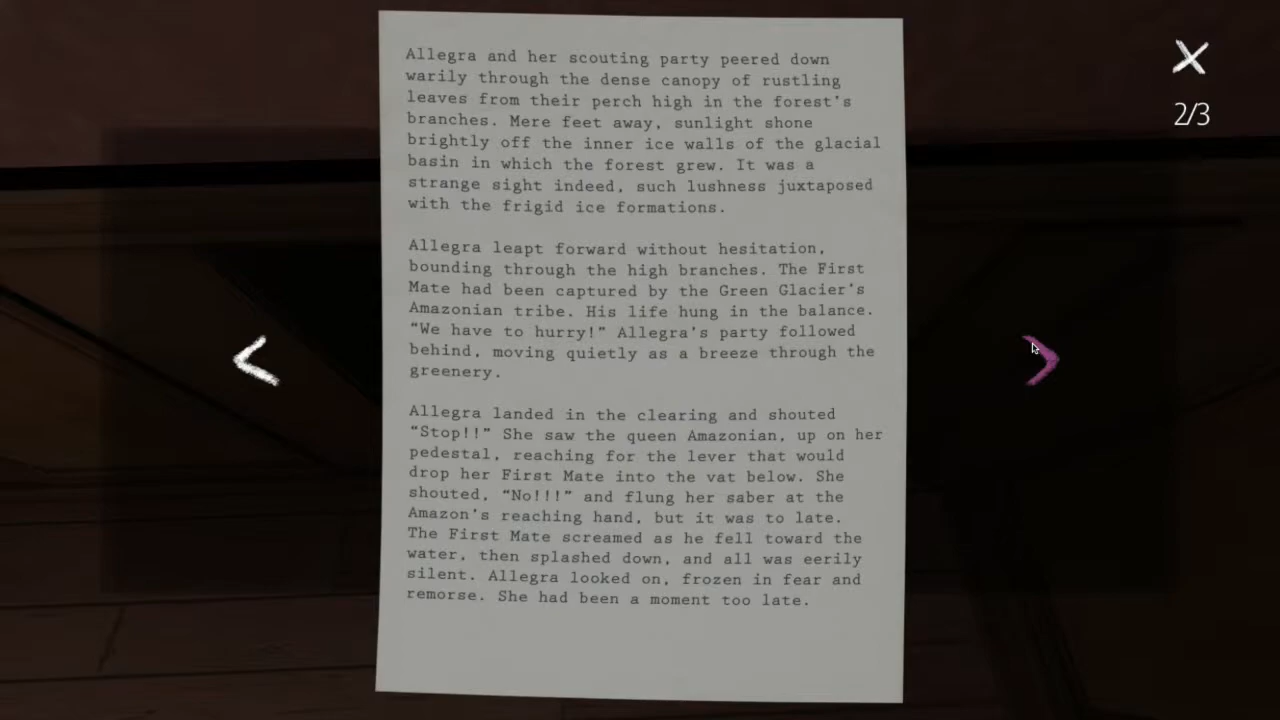 2/3
Allegra and her scouting party peered down
warily through the dense canopy of rustling
leaves from their perch high in the forest's
branches. Mere feet away, sunlight shone
brightly off the inner ice walls of the glacial
basin in which the forest grew. It was a
strange sight indeed, such lushness juxtaposed
with the frigid ice formations.
Allegra leapt forward without hesitation,
bounding through the high branches. The First
Mate had been captured by the Green Glacier's
Amazonian tribe. His life hung in the balance.
“We have to hurry!” Allegra's party followed
behind, moving quietly as a breeze through the
greenery.
Allegra landed in the clearing and shouted
“Stop!!” She saw the queen Amazonian, up on her
pedestal, reaching for the lever that would
drop her First Mate into the vat below. She
shouted, “No!!!” and flung her saber at the
Amazon's reaching hand, but it was to late.
The First Mate screamed as he fell toward the
water, then splashed down, and all was eerily
silent. Allegra looked on, frozen in fear and
remorse. She had been a moment too late.